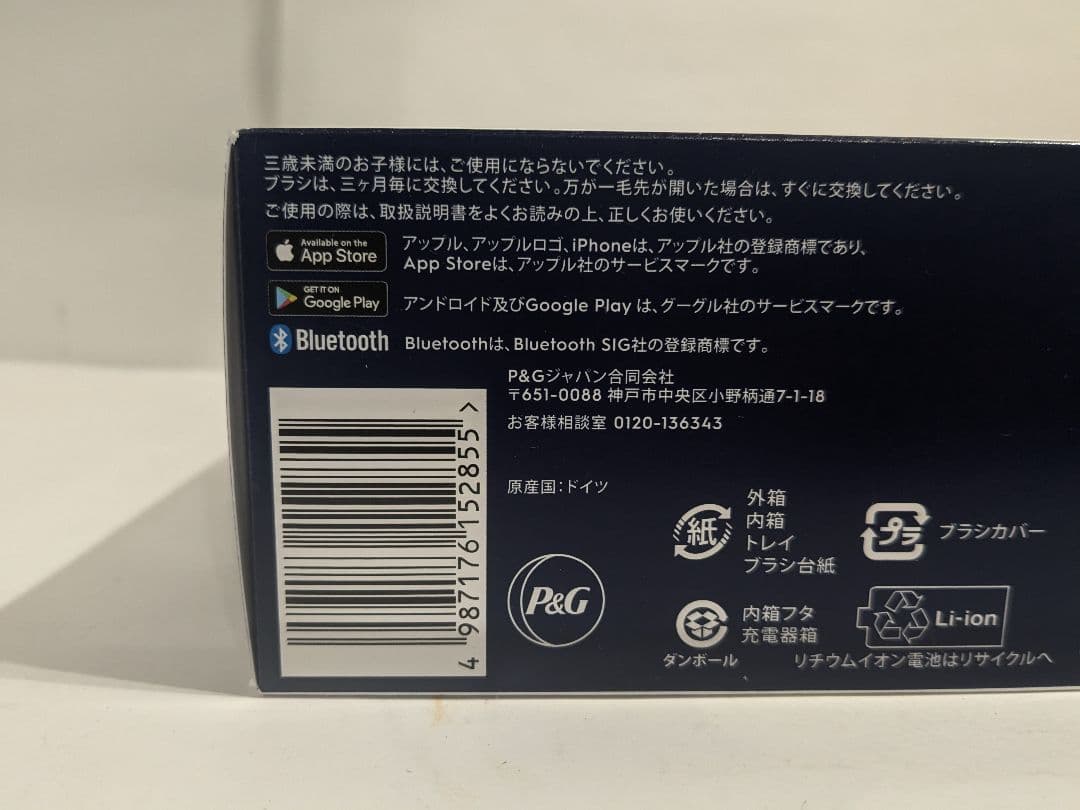 三歳未満のお子様には、ご使用にならないでください。
ブラシは、三ヶ月毎に交換してください。万が一毛先が開いた場合は、すぐに交換してください。
ご使用の際は、取扱説明書をよくお読みの上、正しくお使いください。
Available on the
App Store
アップル、アップルロゴ、iPhoneは、アップル社の登録商標であり、
App Storeは、アップル社のサービスマークです。
GET IT ON
Google Play
アンドロイド及びGoogle Play は、グーグル社のサービスマークです。
Bluetooth
Bluetoothは、Bluetooth SIG社の登録商標です。
P&Gジャパン合同会社
〒651-0088 神戸市中央区小野柄通7-1-18
お客様相談室 0120-136343
4 987176 152855 >
原産国:ドイツ
P&G
紙
外箱
内箱
トレイ
ブラシ台紙
プラ
ブラシカバー
ダンボール
内箱フタ
充電器箱
Li-ion
リチウムイオン電池はリサイクルへ